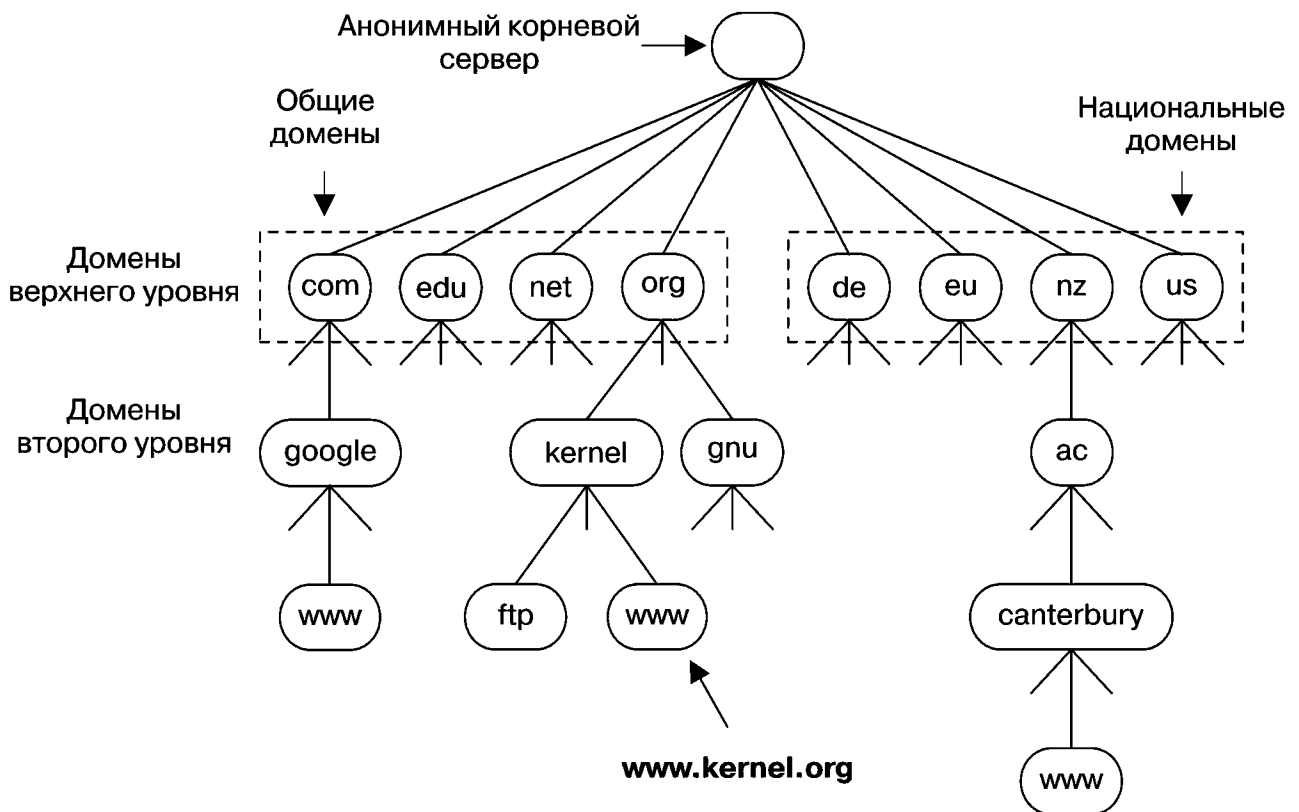 Анонимный корневой
сервер
Общие
домены
Национальные
домены
Домены
верхнего уровня
com
edu
net
org
de
eu
nz
us
Домены
второго уровня
google
kernel
gnu
ac
www
ftp
www
canterbury
www.kernel.org
www